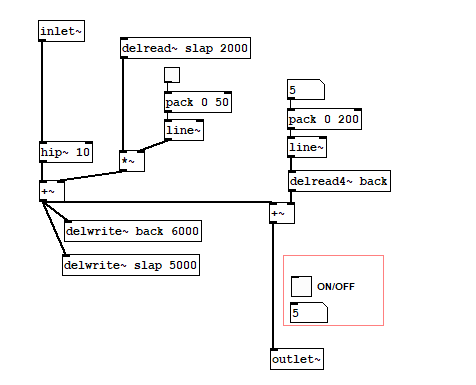 inlet~
delread~ slap 2000
pack 0 50
line~
5
pack 0 200
line~
hip~ 10
*~
delread4~ back
+~
+~
delwrite~ back 6000
delwrite~ slap 5000
ON/OFF
5
outlet~